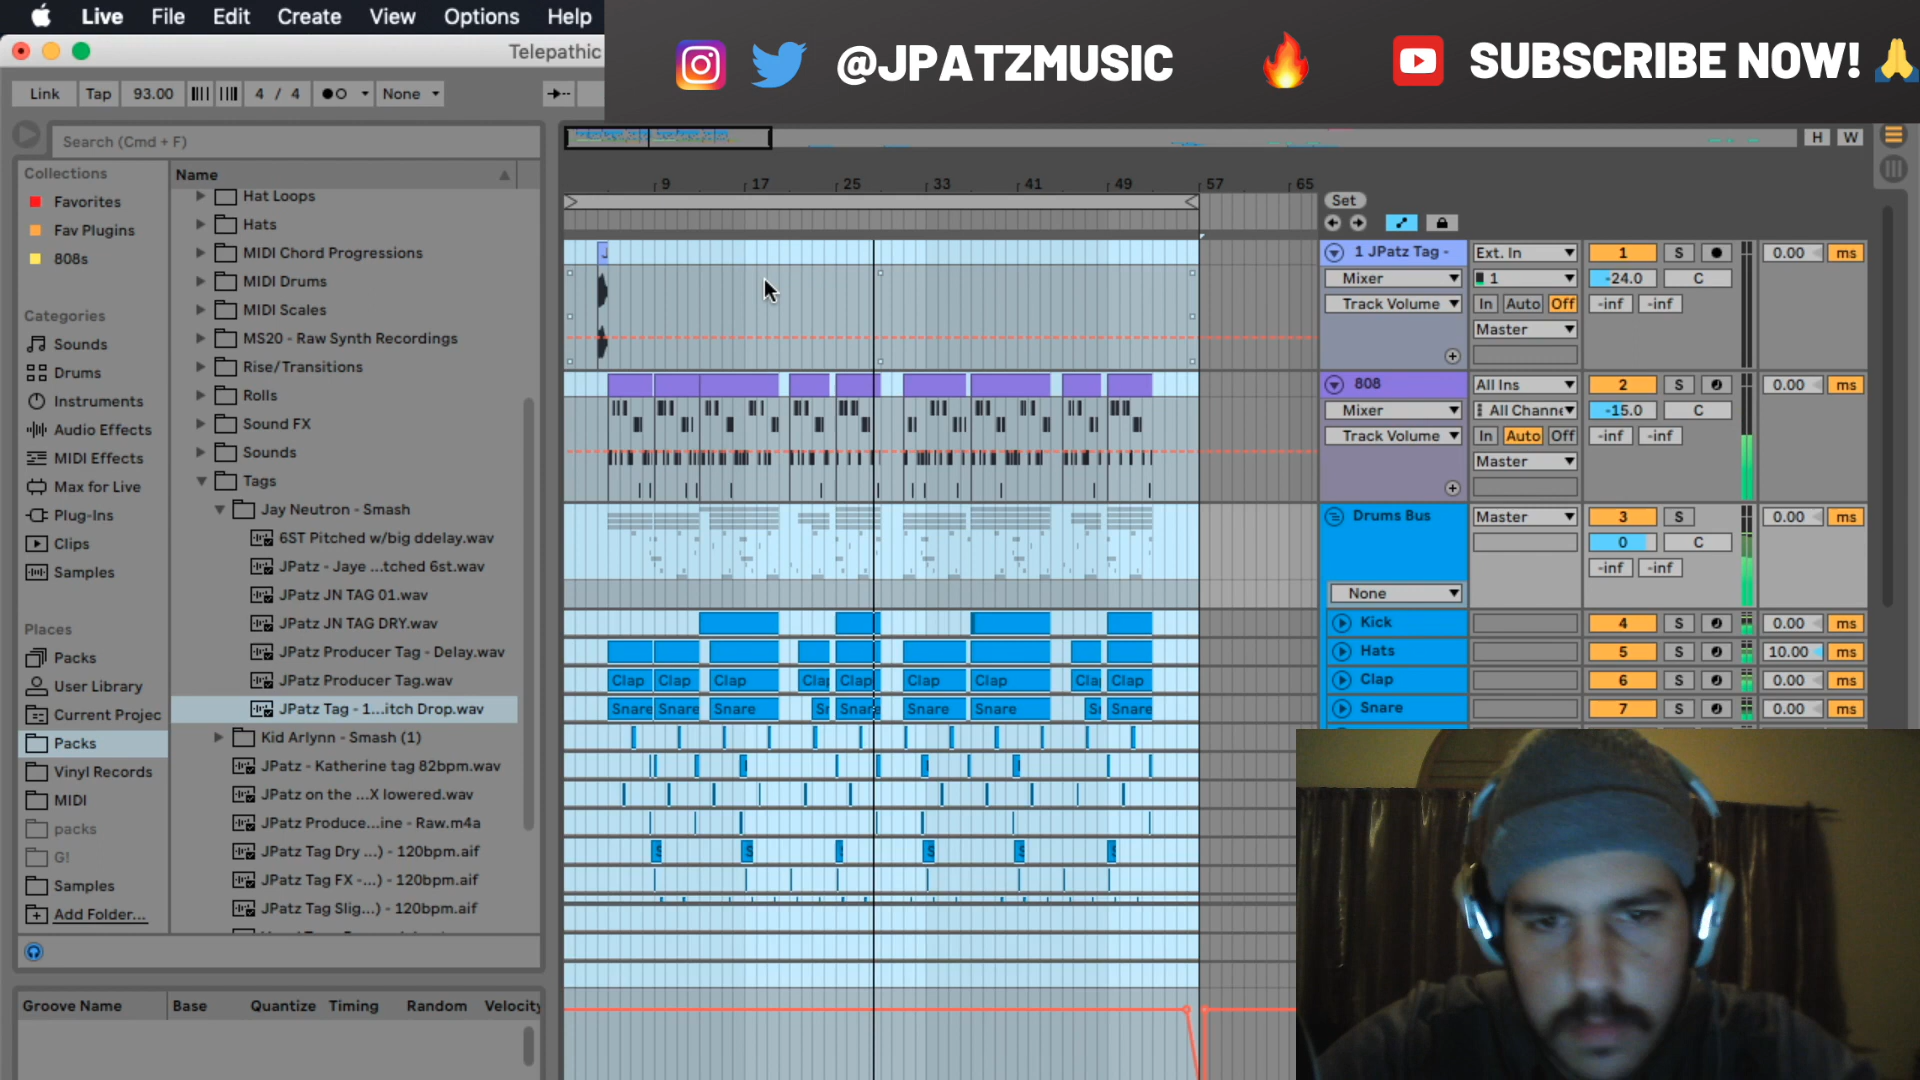 Live File Edit Create View Options Help
Telepathic
@JPATZMUSIC
SUBSCRIBE NOW!
Link Tap 93.00 4 / 4 None
Search (Cmd + F)
H W
Collections
Favorites
Fav Plugins
808s
Categories
Sounds
Drums
Instruments
Audio Effects
MIDI Effects
Max for Live
Plug-Ins
Clips
Samples
Places
Packs
User Library
Current Projec
Packs
Vinyl Records
MIDI
packs
G!
Samples
Add Folder...
Name
Hat Loops
Hats
MIDI Chord Progressions
MIDI Drums
MIDI Scales
MS20 - Raw Synth Recordings
Rise/Transitions
Rolls
Sound FX
Sounds
Tags
Jay Neutron - Smash
6ST Pitched w/big ddelay.wav
JPatz - Jaye ...tched 6st.wav
JPatz JN TAG 01.wav
JPatz JN TAG DRY.wav
JPatz Producer Tag - Delay.wav
JPatz Producer Tag.wav
JPatz Tag - 1...itch Drop.wav
Kid Arlynn - Smash (1)
JPatz - Katherine tag 82bpm.wav
JPatz on the ...X lowered.wav
JPatz Produce...ine - Raw.m4a
JPatz Tag Dry ...) - 120bpm.aif
JPatz Tag FX -...) - 120bpm.aif
JPatz Tag Slig...) - 120bpm.aif
Groove Name Base Quantize Timing Random Velocity
9 17 25 33 41 49 57 65
Set
J
Clap Clap Clap Clap Clap Clap Clap Cla Clap
Snare Snare Snare Sr Snare Snare Snare S Snare
S S S S S
1 JPatz Tag - Ext. In 1 S 0.00 ms
Mixer 1 -24.0 C
Track Volume In Auto Off -inf -inf
Master
808 All Ins 2 S 0.00 ms
Mixer All Channe -15.0 C
Track Volume In Auto Off -inf -inf
Master
Drums Bus Master 3 S 0.00 ms
0 C
-inf -inf
None
Kick 4 S 0.00 ms
Hats 5 S 10.00 ms
Clap 6 S 0.00 ms
Snare 7 S 0.00 ms